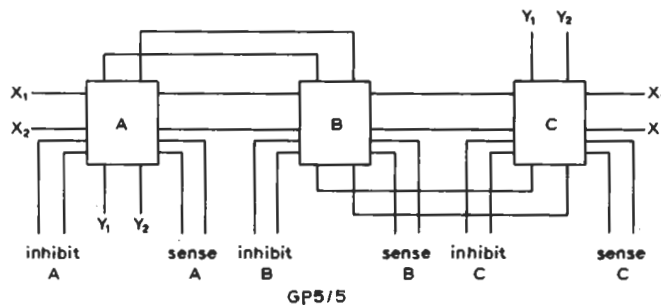 Y₁ Y₂
X₁ X
A B C
X₂ X
Y₁ Y₂
inhibit sense inhibit sense inhibit sense
A A B B C C
GP5/5